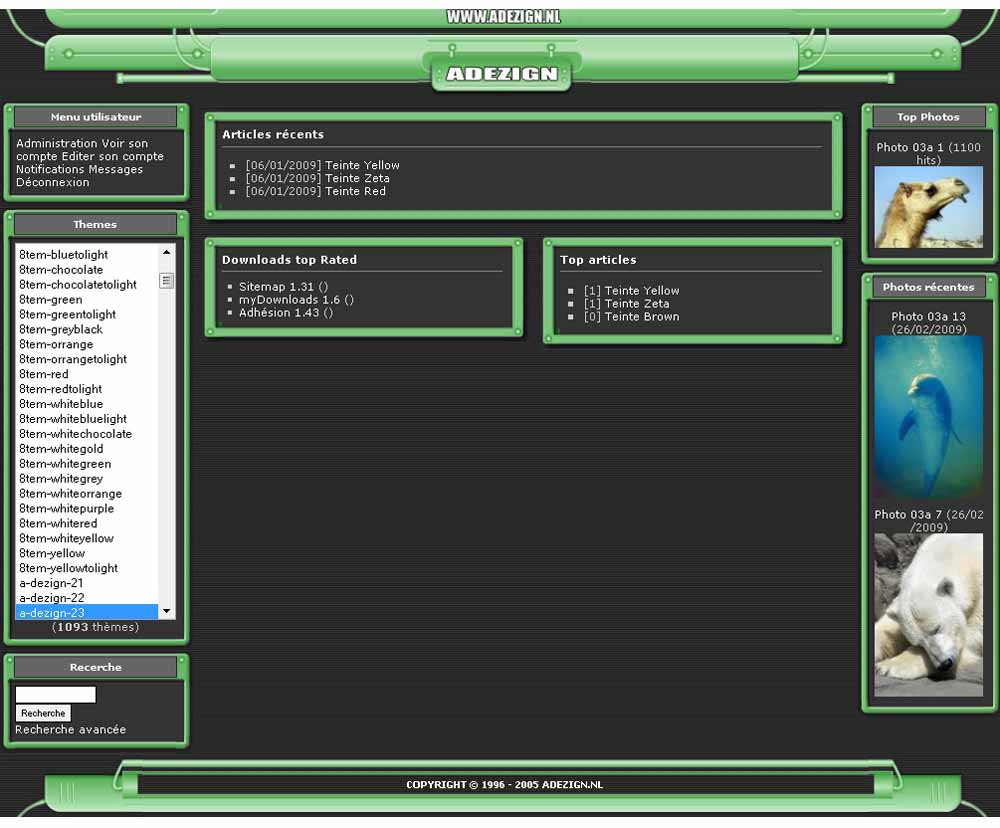 WWW.ADEZIGN.NL
ADEZIGN
Menu utilisateur
Administration Voir son
compte Editer son compte
Notifications Messages
Déconnexion
Themes
8tem-bluetolight
8tem-chocolate
8tem-chocolatetolight
8tem-green
8tem-greentolight
8tem-greyblack
8tem-orrange
8tem-orrangetolight
8tem-red
8tem-redtolight
8tem-whiteblue
8tem-whitebluelight
8tem-whitechocolate
8tem-whitegold
8tem-whitegreen
8tem-whitegrey
8tem-whiteorrange
8tem-whitepurple
8tem-whitered
8tem-whiteyellow
8tem-yellow
8tem-yellowtolight
a-dezign-21
a-dezign-22
a-dezign-23
(1093 thèmes)
Recerche
Recherche
Recherche avancée
Articles récents
[06/01/2009] Teinte Yellow
[06/01/2009] Teinte Zeta
[06/01/2009] Teinte Red
Downloads top Rated
Sitemap 1.31 ()
myDownloads 1.6 ()
Adhésion 1.43 ()
Top articles
[1] Teinte Yellow
[1] Teinte Zeta
[0] Teinte Brown
Top Photos
Photo 03a 1 (1100
hits)
Photos récentes
Photo 03a 13
(26/02/2009)
Photo 03a 7 (26/02
/2009)
COPYRIGHT © 1996 - 2005 ADEZIGN.NL